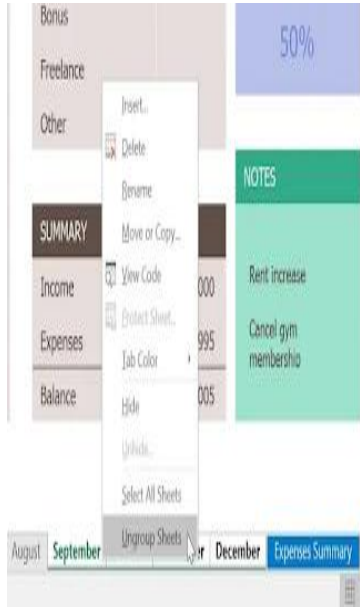 Bonus
50%
Freelance
Other
Insert...
Delete
Rename
Move or Copy...
View Code
Protect Sheet...
Tab Color
Hide
Unhide...
Select All Sheets
Ungroup Sheets
NOTES
Rent increase
Cancel gym
membership
SUMMARY
Income 000
Expenses 995
Balance 005
August September er December Expenses Summary